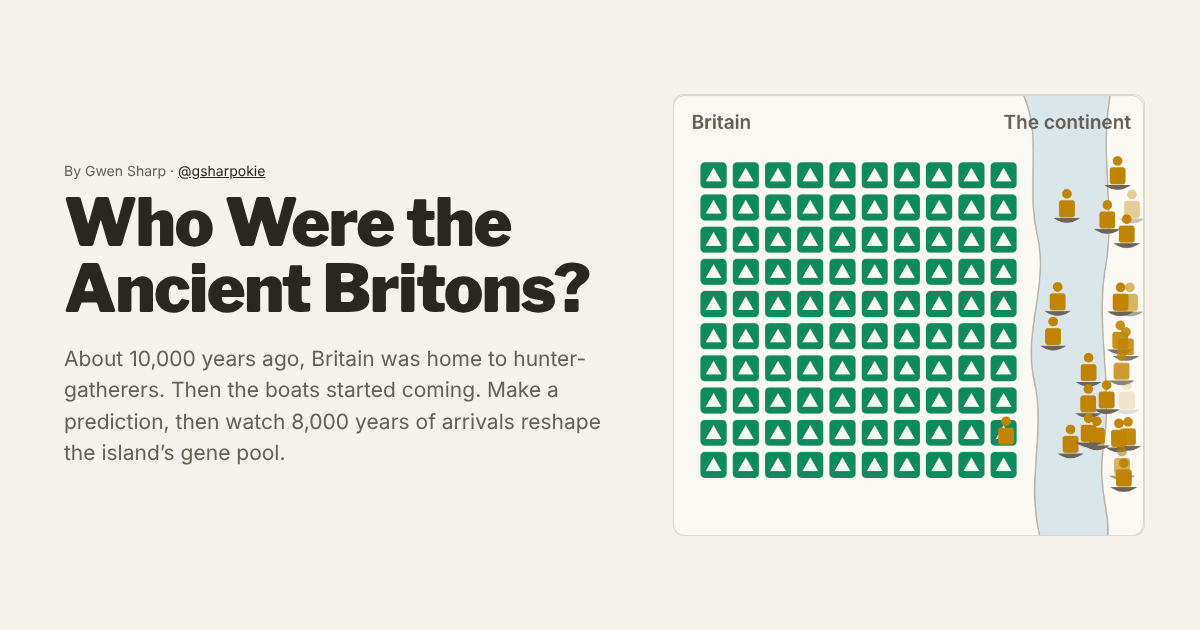 By Gwen Sharp · @gsharpokie
Who Were the
Ancient Britons?
About 10,000 years ago, Britain was home to hunter-
gatherers. Then the boats started coming. Make a
prediction, then watch 8,000 years of arrivals reshape
the island’s gene pool.
Britain
The continent